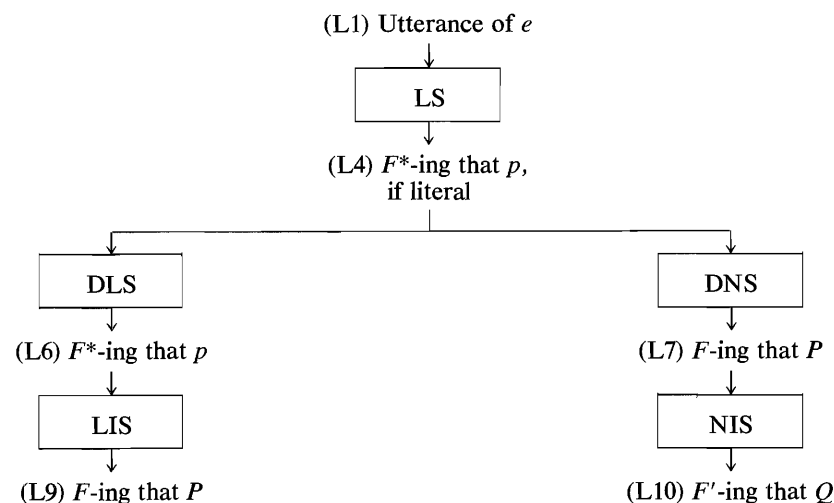 (L1) Utterance of e
LS
(L4) F*-ing that p,
if literal
DLS
DNS
(L6) F*-ing that p
(L7) F-ing that P
LIS
NIS
(L9) F-ing that P
(L10) F′-ing that Q